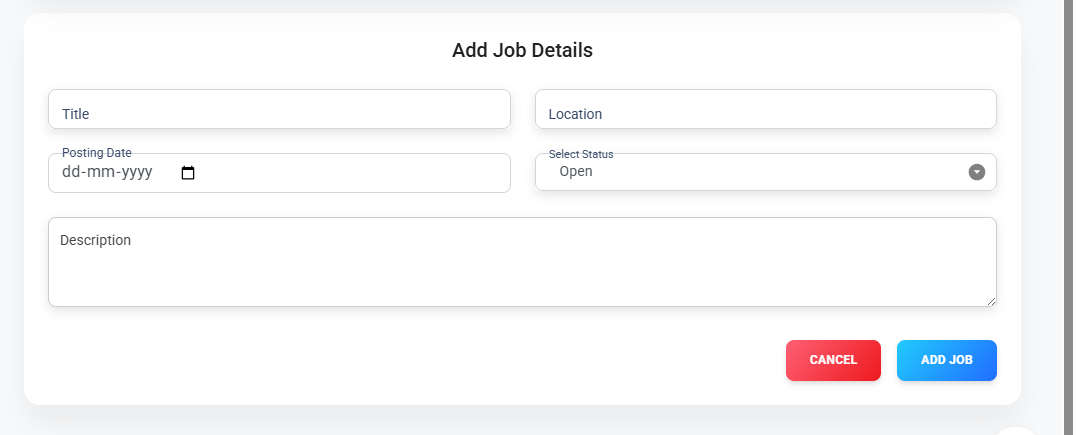 Add Job Details
Title
Location
Posting Date
dd-mm-yyyy
Select Status
Open
Description
CANCEL
ADD JOB